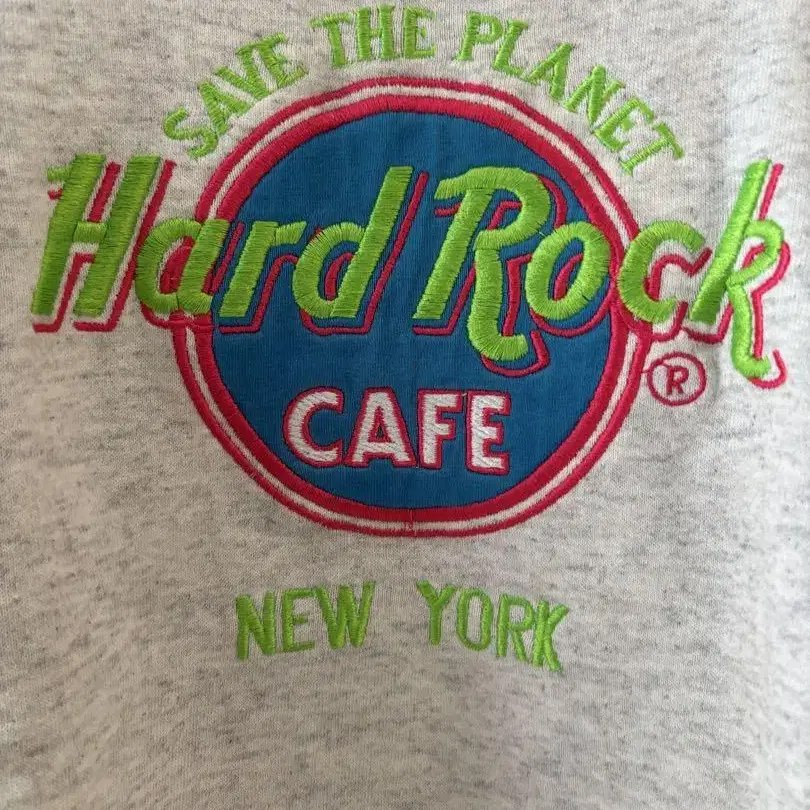 SAVE THE PLANET
Hard Rock
®
CAFE
NEW YORK